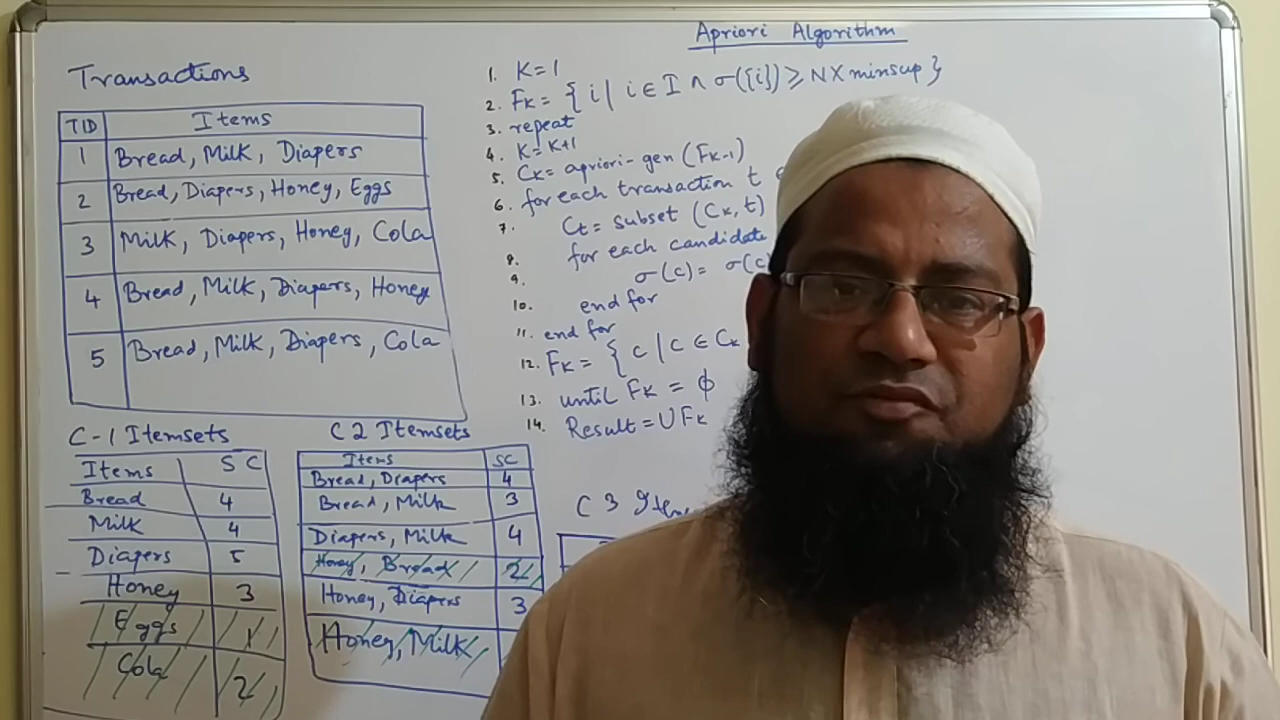 Apriori Algorithm
Transactions
TID Items
1 Bread, Milk, Diapers
2 Bread, Diapers, Honey, Eggs
3 Milk, Diapers, Honey, Cola
4 Bread, Milk, Diapers, Honey
5 Bread, Milk, Diapers, Cola
1. K=1
2. Fk = { i | i ∈ I ∧ σ({i}) ≥ N X minsup }
3. repeat
4. K = K+1
5. Ck = apriori-gen (Fk-1)
6. for each transaction t
7. Ct = subset (Ck, t)
8. for each candidate
9. σ(c) = σ(c)
10. end for
11. end for
12. Fk = { c | c ∈ Ck
13. until Fk = ϕ
14. Result = U Fk
C-1 Itemsets
Items SC
Bread 4
Milk 4
Diapers 5
Honey 3
Eggs 1
Cola 2
C2 Itemsets
Items SC
Bread, Diapers 4
Bread, Milk 3
Diapers, Milk 4
Honey, Bread 2
Honey, Diapers 3
Honey, Milk
C 3